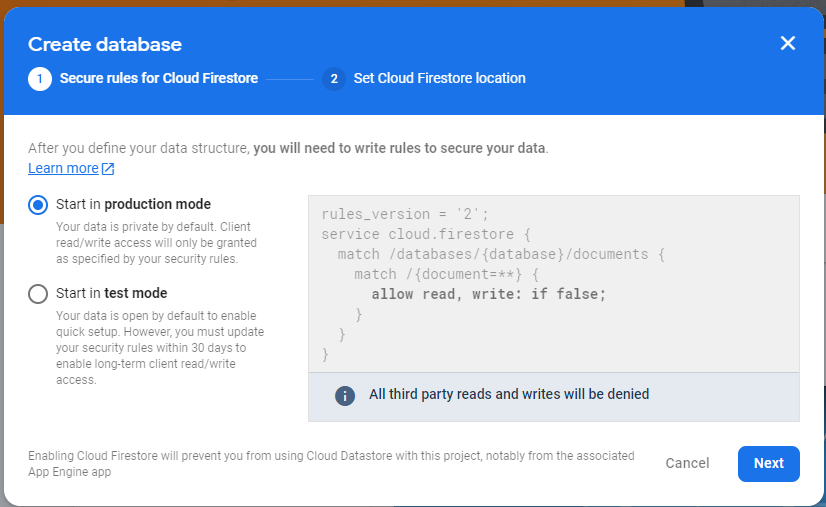 Create database
1 Secure rules for Cloud Firestore 2 Set Cloud Firestore location
After you define your data structure, you will need to write rules to secure your data.
Learn more
Start in production mode
Your data is private by default. Client
read/write access will only be granted
as specified by your security rules.
Start in test mode
Your data is open by default to enable
quick setup. However, you must update
your security rules within 30 days to
enable long-term client read/write
access.
rules_version = '2';
service cloud.firestore {
match /databases/{database}/documents {
match /{document=**} {
allow read, write: if false;
}
}
}
All third party reads and writes will be denied
Enabling Cloud Firestore will prevent you from using Cloud Datastore with this project, notably from the associated
App Engine app
Cancel
Next